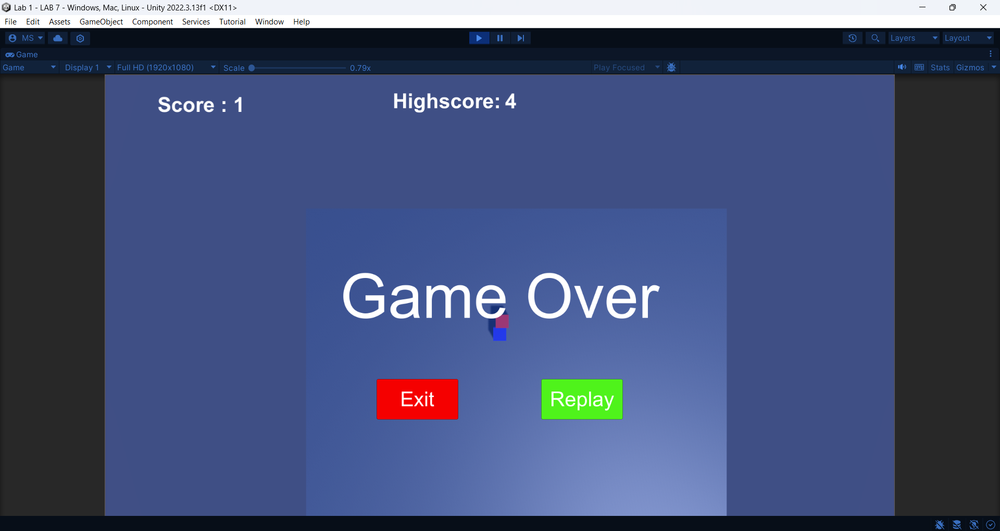 Lab 1 - LAB 7 - Windows, Mac, Linux - Unity 2022.3.13f1 <DX11>
File Edit Assets GameObject Component Services Tutorial Window Help
MS Layers Layout
Game
Game Display 1 Full HD (1920x1080) Scale 0.79x Play Focused Stats Gizmos
Score : 1 Highscore: 4
Game Over
Exit Replay